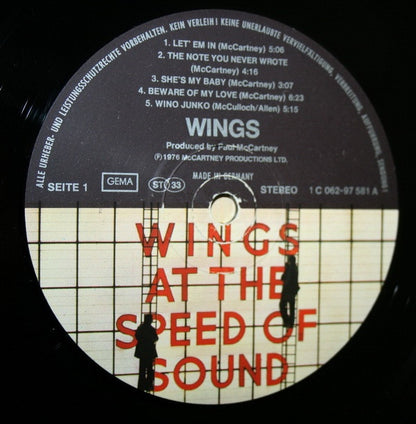 ALLE URHEBER- UND LEISTUNGSSCHUTZRECHTE VORBEHALTEN. KEIN VERLEIH! KEINE UNERLAUBTE VERVIELFÄLTIGUNG, VERMIETUNG, AUFFÜHRUNG, SENDUNG!
1. LET' EM IN (McCartney) 5:06
2. THE NOTE YOU NEVER WROTE
(McCartney) 4:16
3. SHE'S MY BABY (McCartney) 3:07
4. BEWARE OF MY LOVE (McCartney) 6:23
5. WINO JUNKO (McCulloch/Allen) 5:15
WINGS
Produced by Paul McCartney
Ⓟ1976 McCARTNEY PRODUCTIONS LTD.
MADE IN GERMANY
SEITE 1 GEMA ST 33 STEREO 1 C 062-97 581 A
WINGS
AT THE
SPEED OF
SOUND